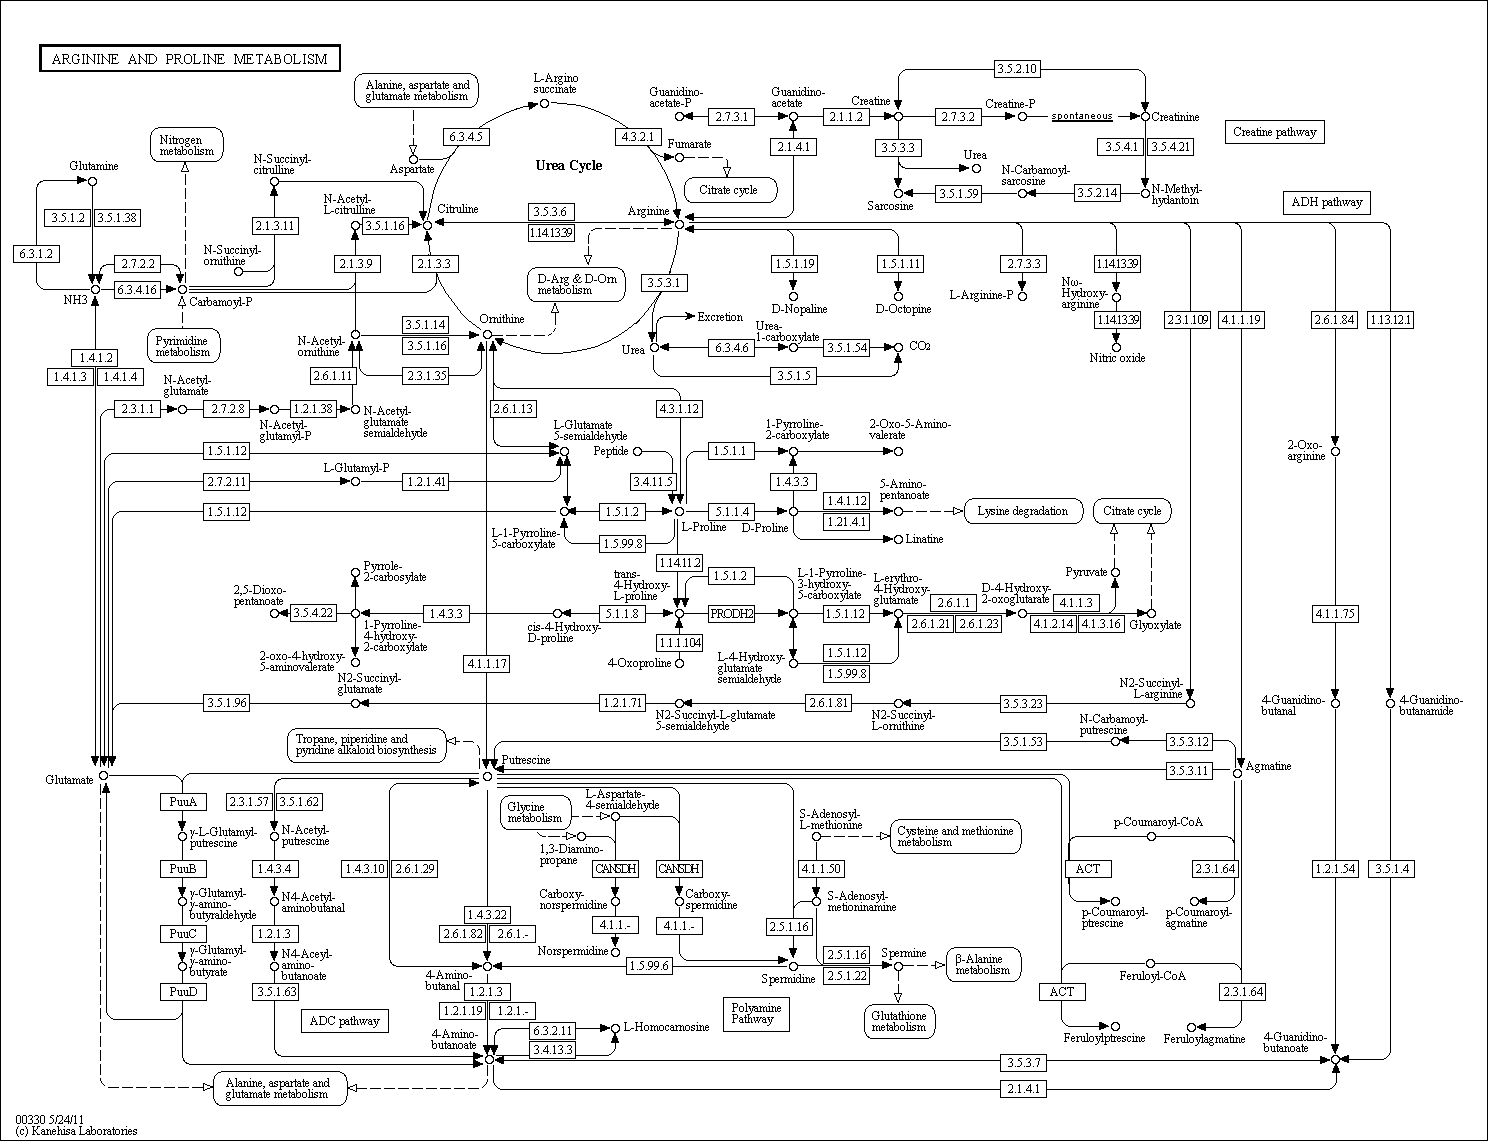 ARGININE AND PROLINE METABOLISM
Alanine, aspartate and
glutamate metabolism
L-Argino
succinate
Guanidino-
acetate-P
Guanidino-
acetate
Creatine
3.5.2.10
Creatine-P
Creatinine
2.7.3.1
2.1.1.2
2.7.3.2
spontaneous
Creatine pathway
Nitrogen
metabolism
6.3.4.5
4.3.2.1
Fumarate
2.1.4.1
3.5.3.3
3.5.4.1
3.5.4.21
Urea
Glutamine
N-Succinyl-
citrulline
Aspartate
Urea Cycle
Citrate cycle
N-Carbamoyl-
sarcosine
3.5.1.59
3.5.2.14
N-Methyl-
hydantoin
Sarcosine
ADH pathway
N-Acetyl-
L-citrulline
Citruline
Arginine
3.5.1.2
3.5.1.38
2.1.3.11
3.5.1.16
3.5.3.6
1.14.13.39
6.3.1.2
N-Succinyl-
ornithine
2.7.2.2
2.1.3.9
2.1.3.3
D-Arg & D-Orn
metabolism
3.5.3.1
1.5.1.19
1.5.1.11
2.7.3.3
1.14.13.39
NH3
6.3.4.16
Carbamoyl-P
D-Nopaline
D-Octopine
L-Arginine-P
Nω-
Hydroxy-
arginine
Pyrimidine
metabolism
Ornithine
Excretion
Urea-
1-carboxylate
1.14.13.39
2.3.1.109
4.1.1.19
2.6.1.84
1.13.12.1
3.5.1.14
3.5.1.16
N-Acetyl-
ornithine
Urea
6.3.4.6
3.5.1.54
CO2
Nitric oxide
1.4.1.2
1.4.1.3
1.4.1.4
2.6.1.11
2.3.1.35
3.5.1.5
N-Acetyl-
glutamate
2.3.1.1
2.7.2.8
1.2.1.38
N-Acetyl-
glutamate
semialdehyde
N-Acetyl-
glutamyl-P
2.6.1.13
4.3.1.12
L-Glutamate
5-semialdehyde
1-Pyrroline-
2-carboxylate
2-Oxo-5-Amino-
valerate
1.5.1.12
Peptide
1.5.1.1
2-Oxo-
arginine
L-Glutamyl-P
2.7.2.11
1.2.1.41
3.4.11.5
1.4.3.3
5-Amino-
pentanoate
1.4.1.12
1.21.4.1
1.5.1.12
1.5.1.2
L-Proline
5.1.1.4
D-Proline
Lysine degradation
Citrate cycle
L-1-Pyrroline-
5-carboxylate
1.5.99.8
Linatine
1.14.11.2
Pyrrole-
2-carbosylate
trans-
4-Hydroxy-
L-proline
1.5.1.2
L-1-Pyrroline-
3-hydroxy-
5-carboxylate
L-erythro-
4-Hydroxy-
glutamate
D-4-Hydroxy-
2-oxoglutarate
Pyruvate
2,5-Dioxo-
pentanoate
3.5.4.22
1.4.3.3
5.1.1.8
PRODH2
1.5.1.12
2.6.1.1
2.6.1.21
2.6.1.23
4.1.1.3
4.1.2.14
4.1.3.16
Glyoxylate
4.1.1.75
1-Pyrroline-
4-hydroxy-
2-carboxylate
cis-4-Hydroxy-
D-proline
1.1.1.104
2-oxo-4-hydroxy-
5-aminovalerate
4.1.1.17
4-Oxoproline
L-4-Hydroxy-
glutamate
semialdehyde
1.5.1.12
1.5.99.8
N2-Succinyl-
glutamate
N2-Succinyl-
L-arginine
3.5.1.96
1.2.1.71
N2-Succinyl-L-glutamate
5-semialdehyde
2.6.1.81
N2-Succinyl-
L-ornithine
3.5.3.23
4-Guanidino-
butanal
4-Guanidino-
butanamide
Tropane, piperidine and
pyridine alkaloid biosynthesis
N-Carbamoyl-
putrescine
3.5.1.53
3.5.3.12
Putrescine
3.5.3.11
Agmatine
Glutamate
PuuA
2.3.1.57
3.5.1.62
Glycine
metabolism
L-Aspartate-
4-semialdehyde
S-Adenosyl-
L-methionine
Cysteine and methionine
metabolism
p-Coumaroyl-CoA
γ-L-Glutamyl-
putrescine
N-Acetyl-
putrescine
1,3-Diamino-
propane
PuuB
1.4.3.4
1.4.3.10
2.6.1.29
CANSDH
CANSDH
4.1.1.50
ACT
2.3.1.64
1.2.1.54
3.5.1.4
γ-Glutamyl-
γ-amino-
butyraldehyde
N4-Acetyl-
aminobutanal
Carboxy-
norspermidine
Carboxy-
spermidine
S-Adenosyl-
metioninamine
p-Coumaroyl-
ptrescine
p-Coumaroyl-
agmatine
1.4.3.22
PuuC
1.2.1.3
2.6.1.82
2.6.1.-
4.1.1.-
4.1.1.-
2.5.1.16
γ-Glutamyl-
γ-amino-
butyrate
N4-Aceyl-
amino-
butanoate
Norspermidine
2.5.1.16
2.5.1.22
Spermine
β-Alanine
metabolism
4-Amino-
butanal
1.5.99.6
Spermidine
Feruloyl-CoA
PuuD
3.5.1.63
1.2.1.3
1.2.1.19
1.2.1.-
ACT
2.3.1.64
ADC pathway
Polyamine
Pathway
Glutathione
metabolism
4-Amino-
butanoate
6.3.2.11
3.4.13.3
L-Homocarnosine
Feruloylptrescine
Feruloylagmatine
4-Guanidino-
butanoate
3.5.3.7
2.1.4.1
Alanine, aspartate and
glutamate metabolism
00330 5/24/11
(c) Kanehisa Laboratories